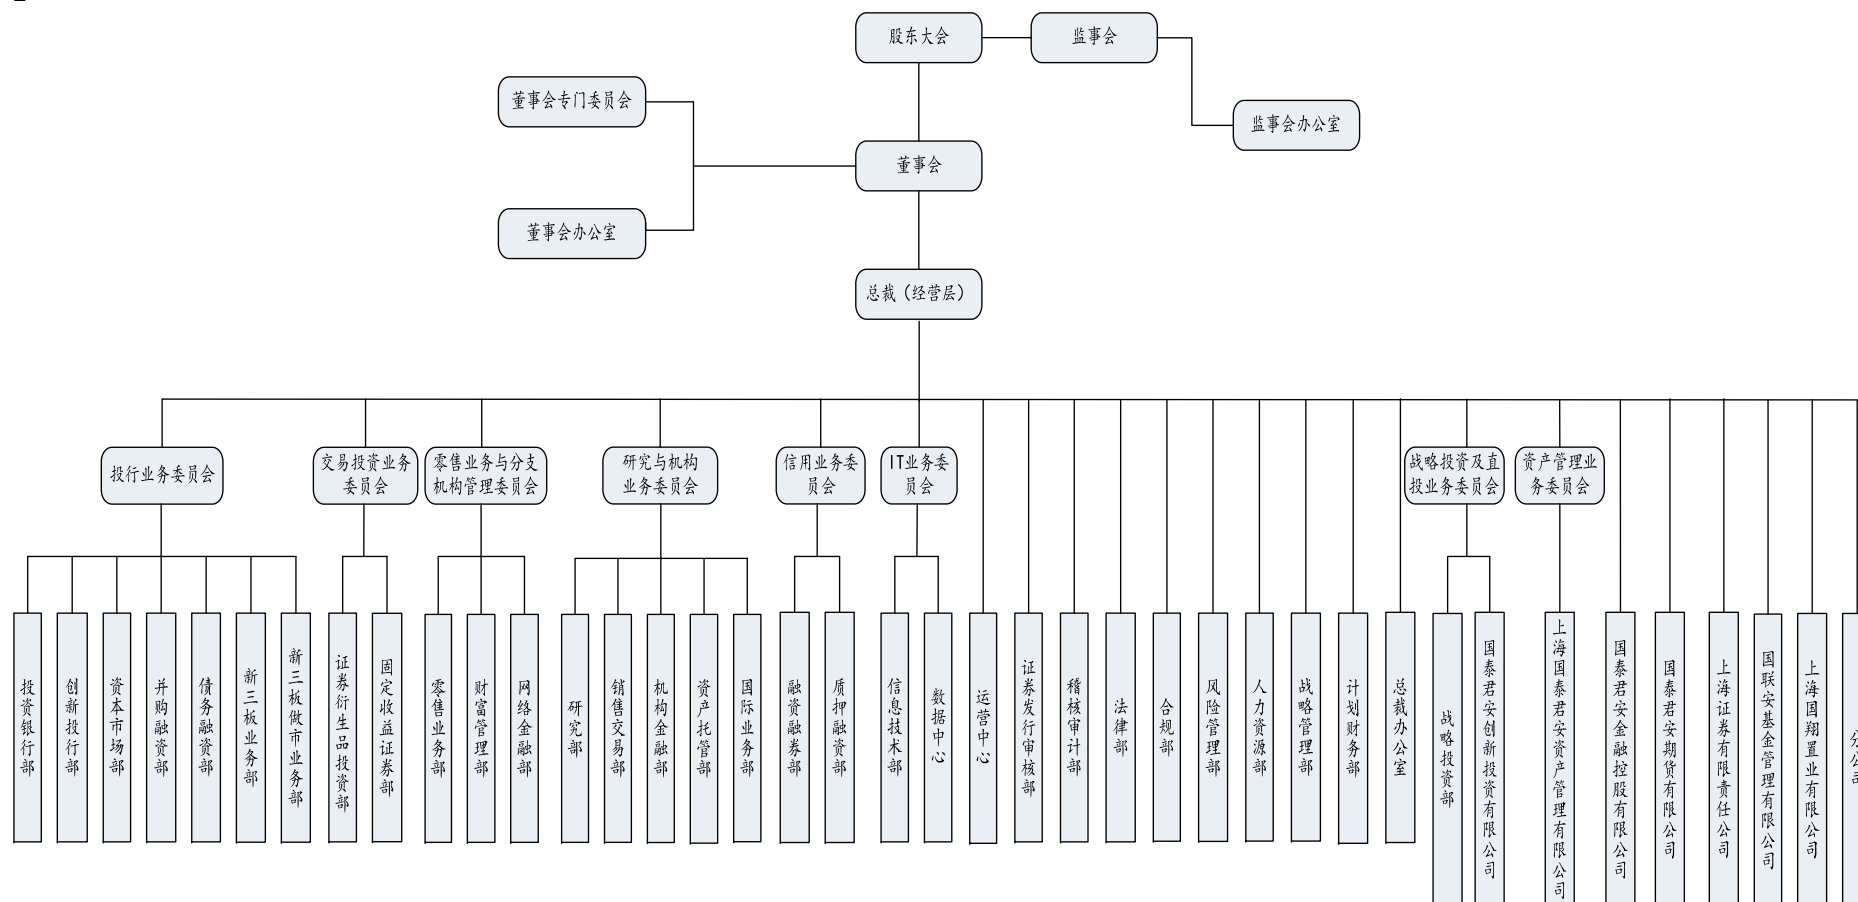 股东大会
监事会
董事会专门委员会
监事会办公室
董事会
董事会办公室
总裁（经营层）
投行业务委员会
交易投资业务
委员会
零售业务与分支
机构管理委员会
研究与机构
业务委员会
信用业务委
员会
IT业务委
员会
战略投资及直
投业务委员会
资产管理业
务委员会
投资银行部
创新投行部
资本市场部
并购融资部
债务融资部
新三板业务部
新三板做市业务部
证券衍生品投资部
固定收益证券部
零售业务部
财富管理部
网络金融部
研究部
销售交易部
机构金融部
资产托管部
国际业务部
融资融券部
质押融资部
信息技术部
数据中心
运营中心
证券发行审核部
稽核审计部
法律部
合规部
风险管理部
人力资源部
战略管理部
计划财务部
总裁办公室
战略投资部
国泰君安创新投资有限公司
上海国泰君安资产管理有限公司
国泰君安金融控股有限公司
国泰君安期货有限公司
上海证券有限责任公司
国联安基金管理有限公司
上海国翔置业有限公司
分公司